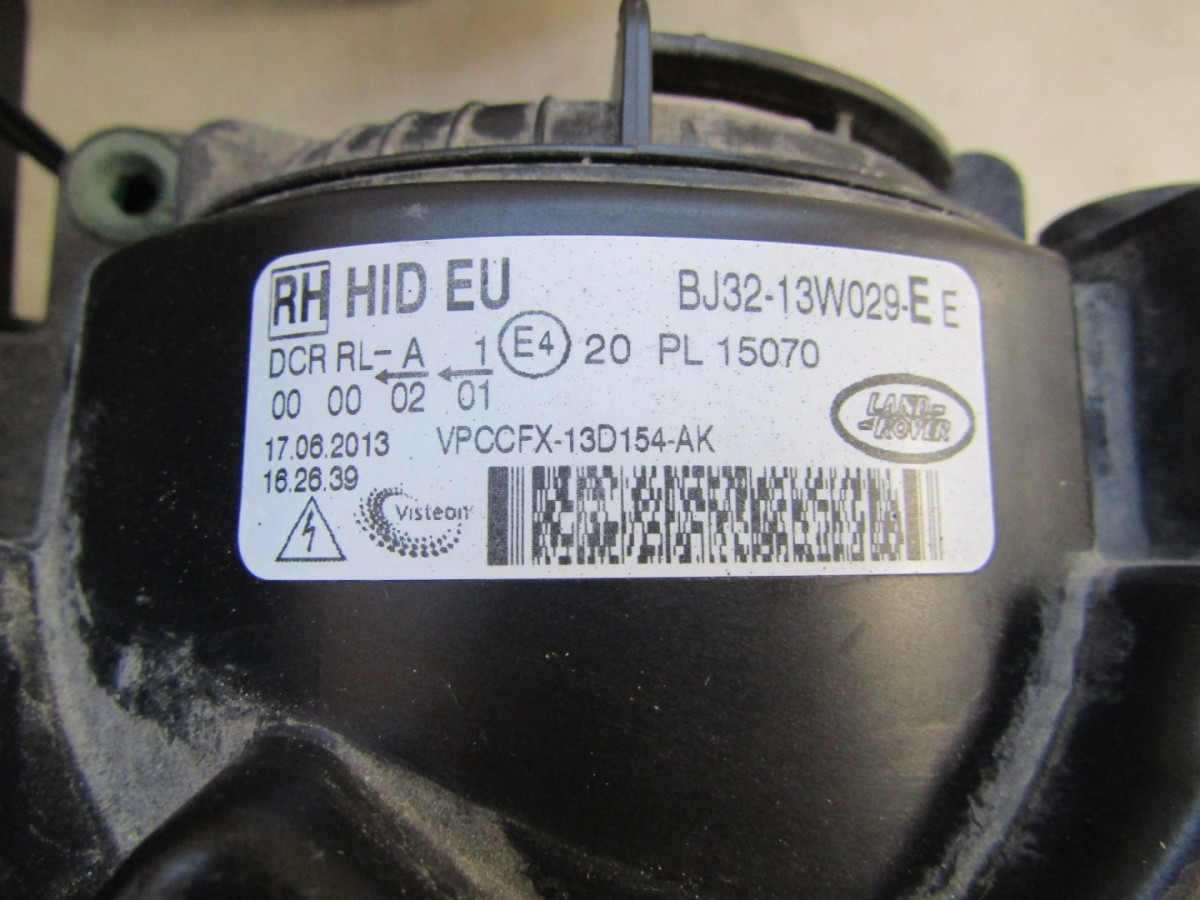 RH HID EU BJ32-13W029-E E
DCR RL- A 1 E4 20 PL 15070
00 00 02 01
LAND-
-ROVER
17.06.2013 VPCCFX-13D154-AK
16.26.39
Visteon